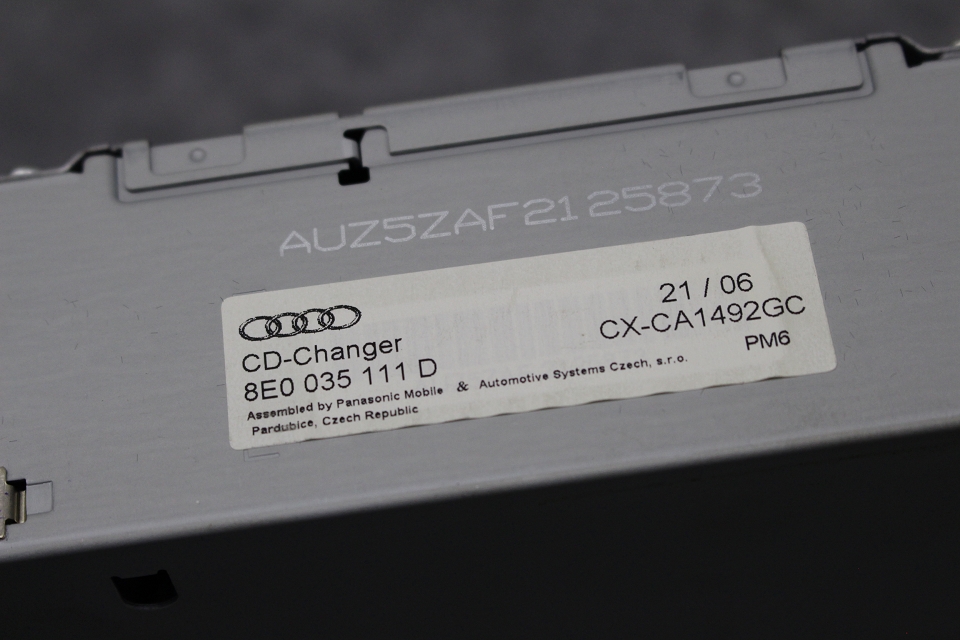 AUZ5ZAF2125873
21 / 06
CD-Changer
CX-CA1492GC
8E0 035 111 D
PM6
Assembled by Panasonic Mobile & Automotive Systems Czech, s.r.o.
Pardubice, Czech Republic